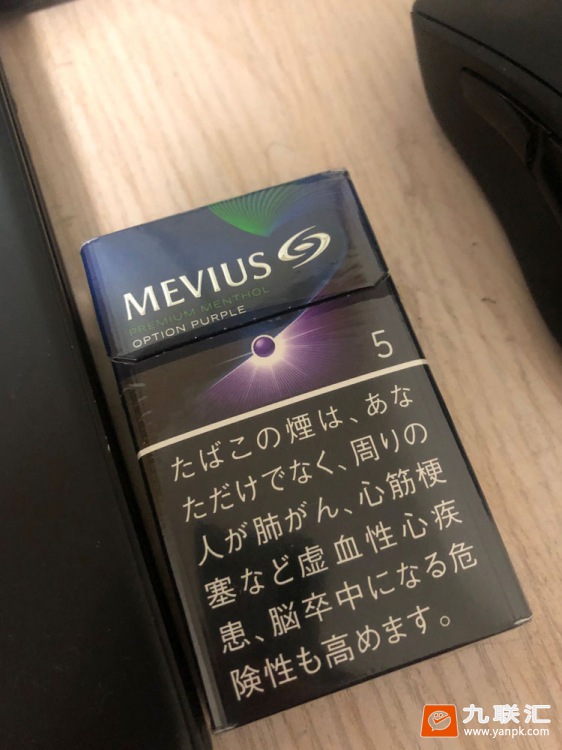 MEVIUS
PREMIUM MENTHOL
OPTION PURPLE
5
たばこの煙は、あな
ただけでなく、周りの
人が肺がん、心筋梗
塞など虚血性心疾
患、脳卒中になる危
険性も高めます。
九联汇
www.yanpk.com